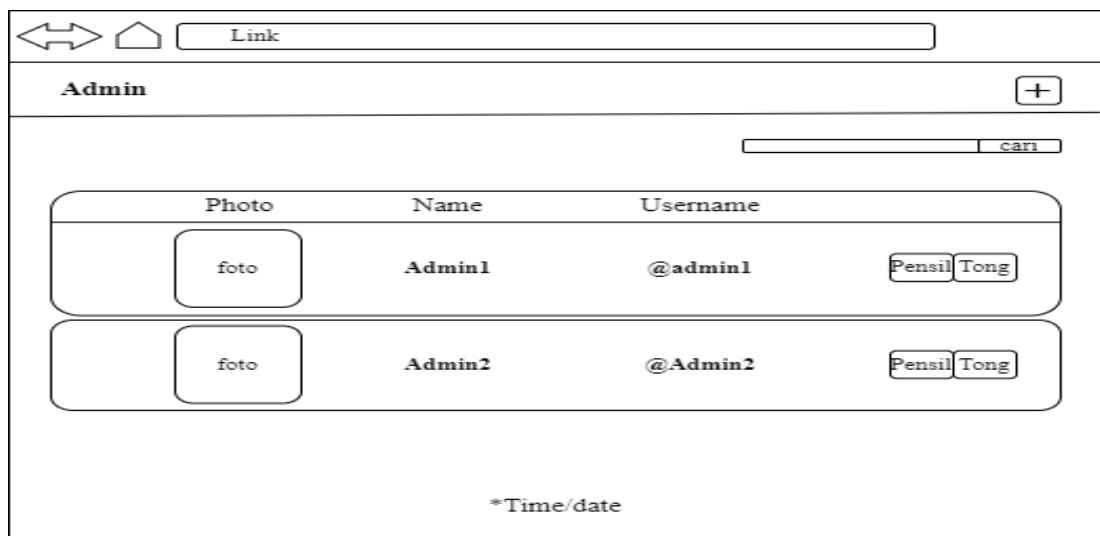 Link
Admin
+
cari
Photo Name Username
foto Admin1 @admin1 Pensil Tong
foto Admin2 @Admin2 Pensil Tong
*Time/date